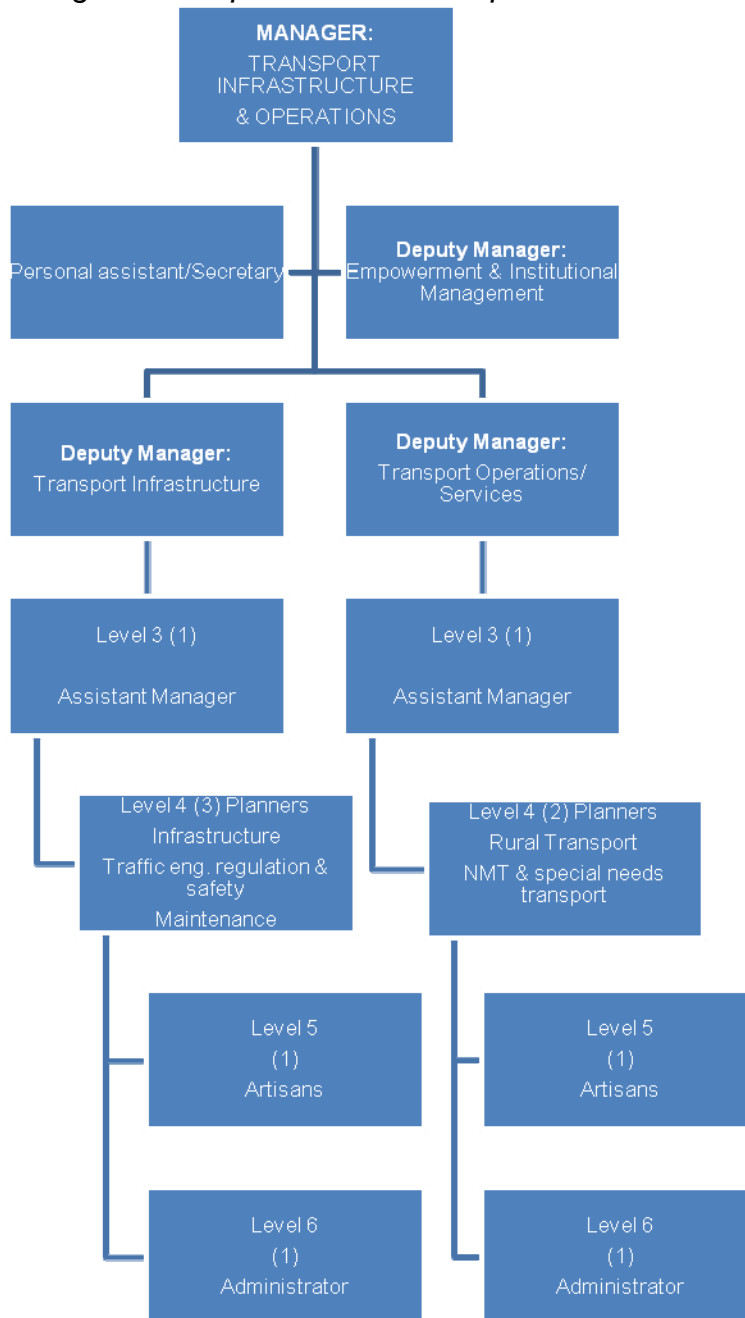 MANAGER:
TRANSPORT
INFRASTRUCTURE
& OPERATIONS
Personal assistant/Secretary
Deputy Manager:
Empowerment & Institutional
Management
Deputy Manager:
Transport Infrastructure
Deputy Manager:
Transport Operations/
Services
Level 3 (1)
Assistant Manager
Level 3 (1)
Assistant Manager
Level 4 (3) Planners
Infrastructure
Traffic eng. regulation &
safety
Maintenance
Level 4 (2) Planners
Rural Transport
NMT & special needs
transport
Level 5
(1)
Artisans
Level 5
(1)
Artisans
Level 6
(1)
Administrator
Level 6
(1)
Administrator